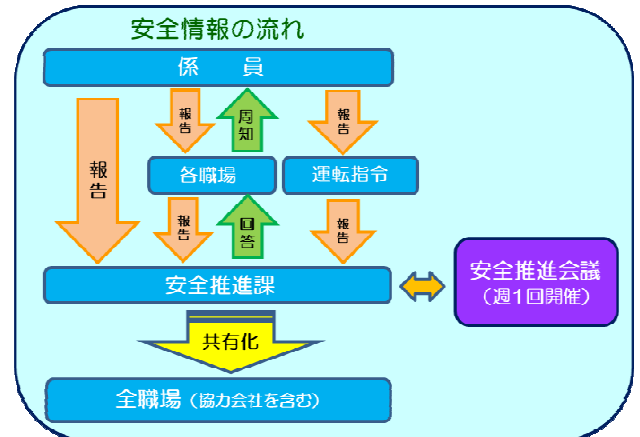 安全情報の流れ
係　員
報告
報告
周知
報告
各職場
運転指令
報告
回答
報告
安全推進課
安全推進会議
（週1回開催）
共有化
全職場（協力会社を含む）